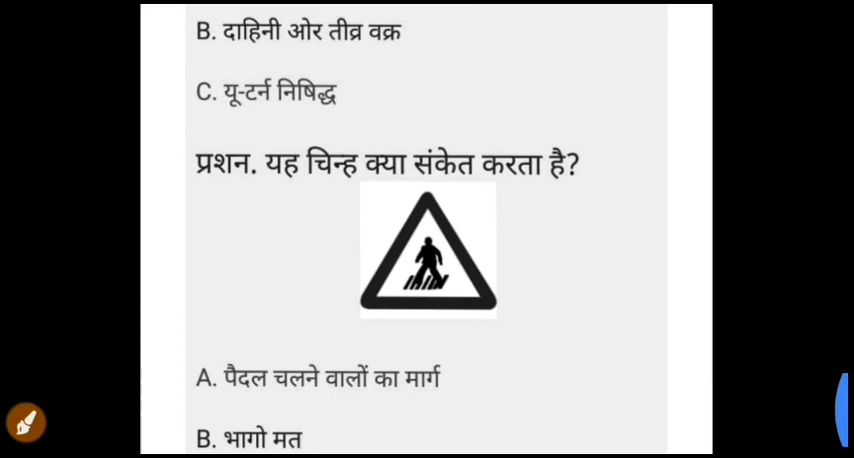 B. दाहिनी ओर तीव्र वक्र
C. यू-टर्न निषिद्ध
प्रशन. यह चिन्ह क्या संकेत करता है?
A. पैदल चलने वालों का मार्ग
B. भागो मत